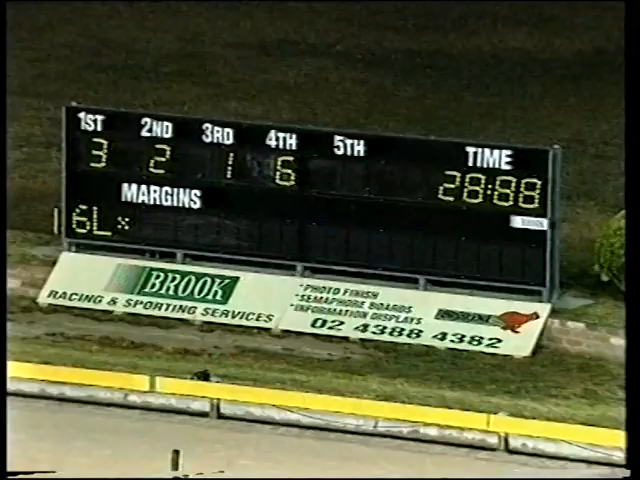 1ST 2ND 3RD 4TH 5TH TIME
3 2 1 6 28:88
MARGINS
6L x
BROOK
BROOK
RACING & SPORTING SERVICES
*PHOTO FINISH
*SEMAPHORE BOARDS
*INFORMATION DISPLAYS
02 4388 4382